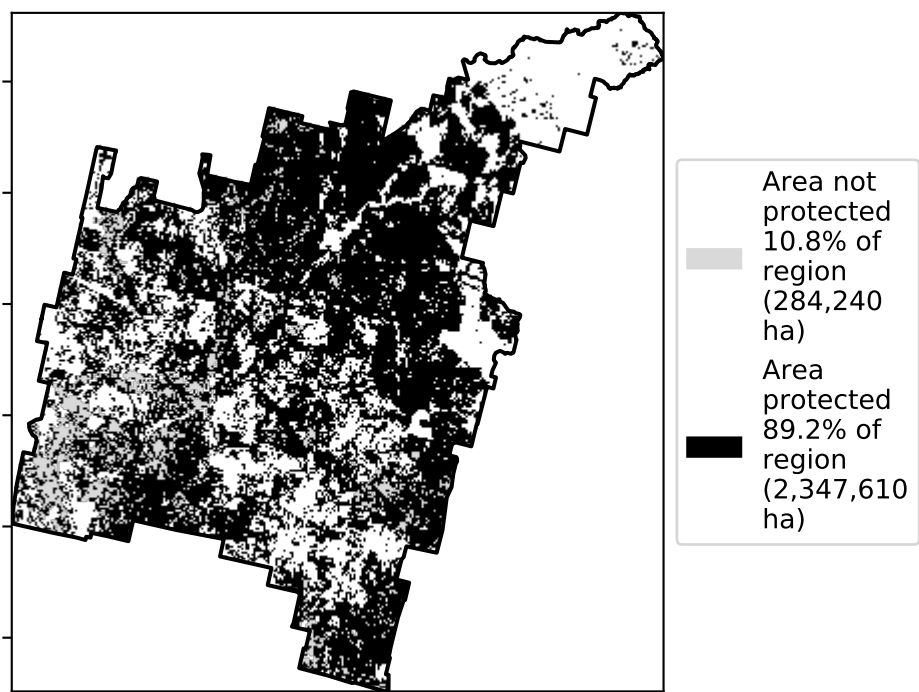 Area not
protected
10.8% of
region
(284,240
ha)
Area
protected
89.2% of
region
(2,347,610
ha)